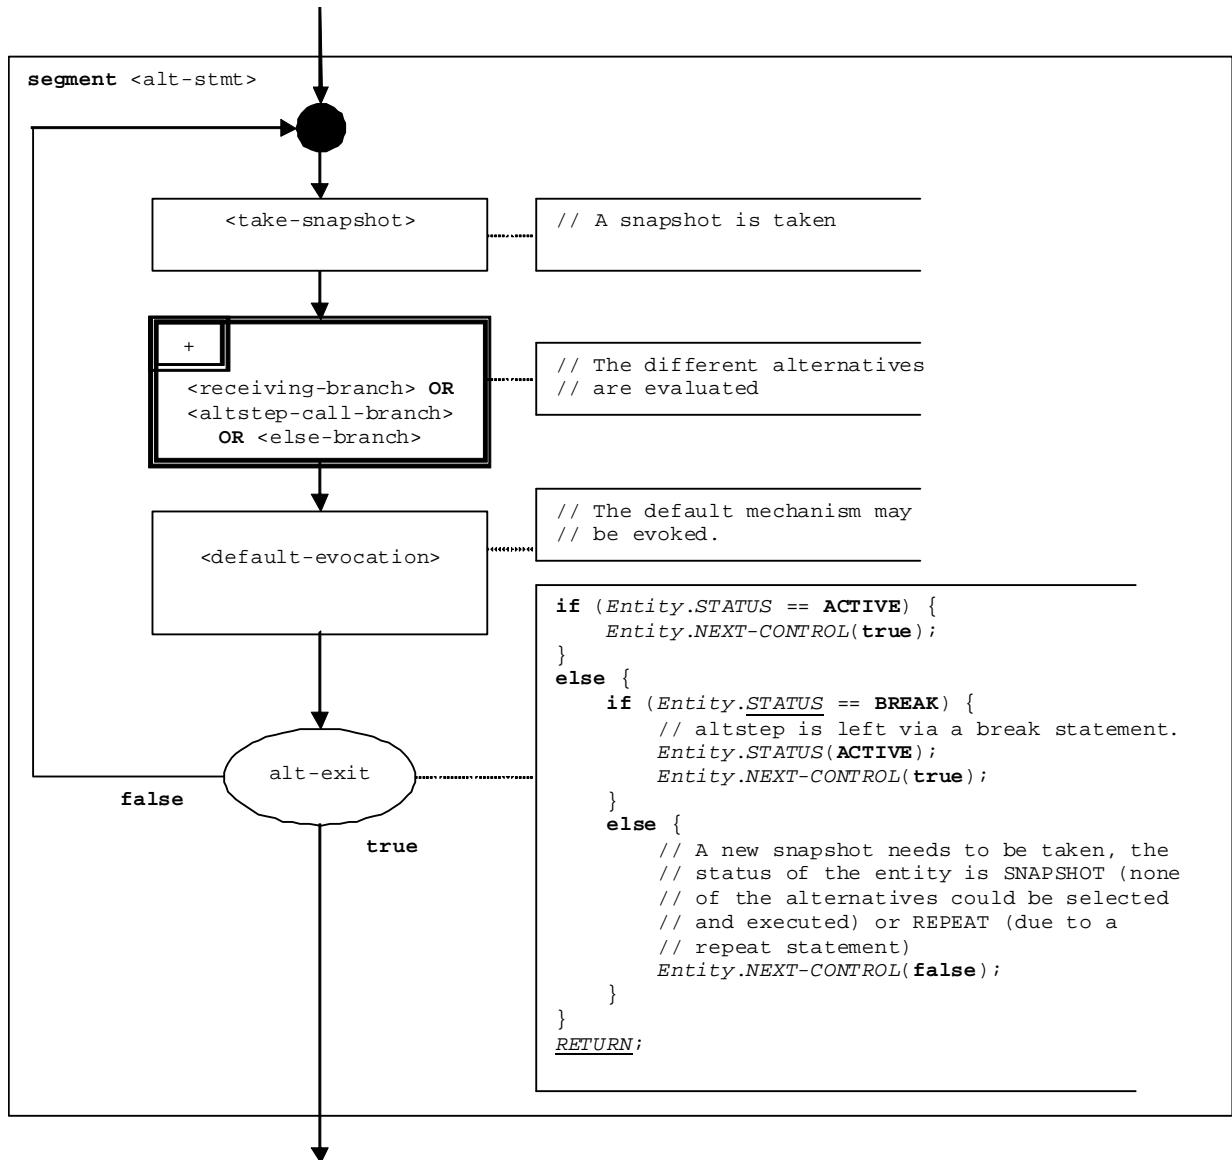 segment <alt-stmt>
<take-snapshot>
// A snapshot is taken
+
<receiving-branch> OR
<altstep-call-branch>
OR <else-branch>
// The different alternatives
// are evaluated
<default-evocation>
// The default mechanism may
// be evoked.
alt-exit
false
true
if (Entity.STATUS == ACTIVE) {
Entity.NEXT-CONTROL(true);
}
else {
if (Entity.STATUS == BREAK) {
// altstep is left via a break statement.
Entity.STATUS(ACTIVE);
Entity.NEXT-CONTROL(true);
}
else {
// A new snapshot needs to be taken, the
// status of the entity is SNAPSHOT (none
// of the alternatives could be selected
// and executed) or REPEAT (due to a
// repeat statement)
Entity.NEXT-CONTROL(false);
}
}
RETURN;